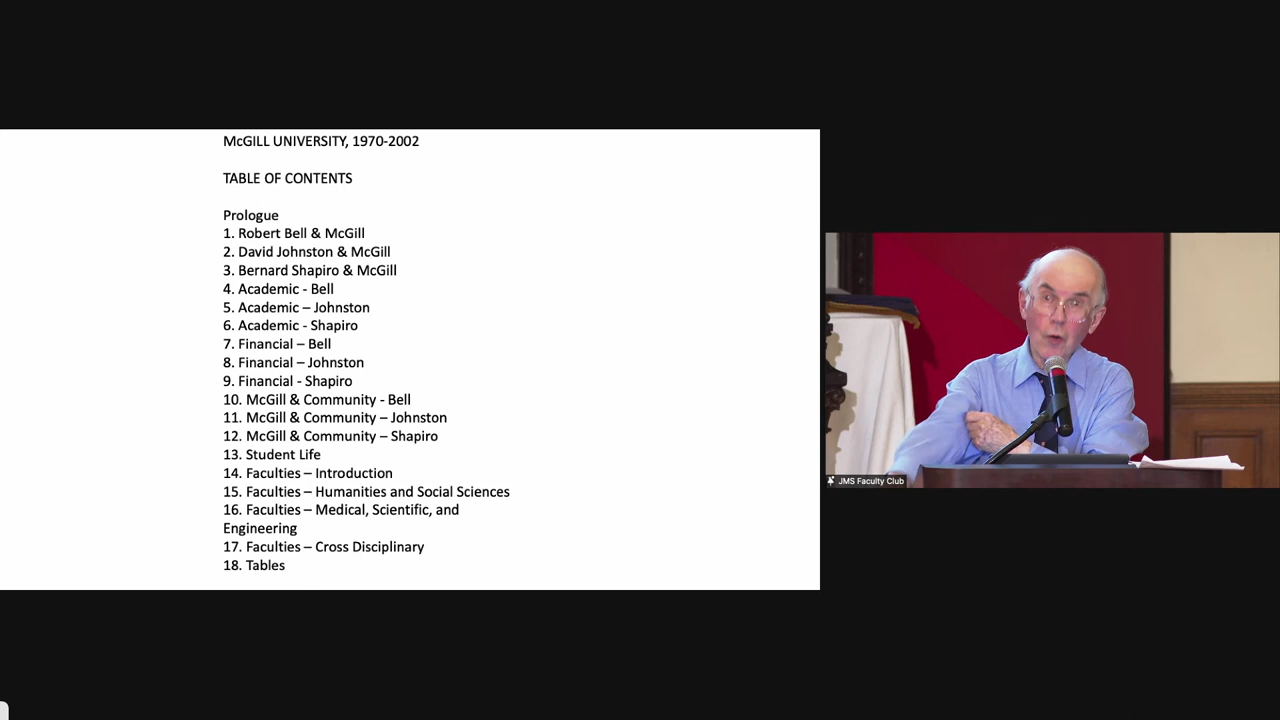 McGILL UNIVERSITY, 1970-2002
TABLE OF CONTENTS
Prologue
1. Robert Bell & McGill
2. David Johnston & McGill
3. Bernard Shapiro & McGill
4. Academic - Bell
5. Academic – Johnston
6. Academic - Shapiro
7. Financial – Bell
8. Financial – Johnston
9. Financial - Shapiro
10. McGill & Community - Bell
11. McGill & Community – Johnston
12. McGill & Community – Shapiro
13. Student Life
14. Faculties – Introduction
15. Faculties – Humanities and Social Sciences
16. Faculties – Medical, Scientific, and
Engineering
17. Faculties – Cross Disciplinary
18. Tables
JMS Faculty Club